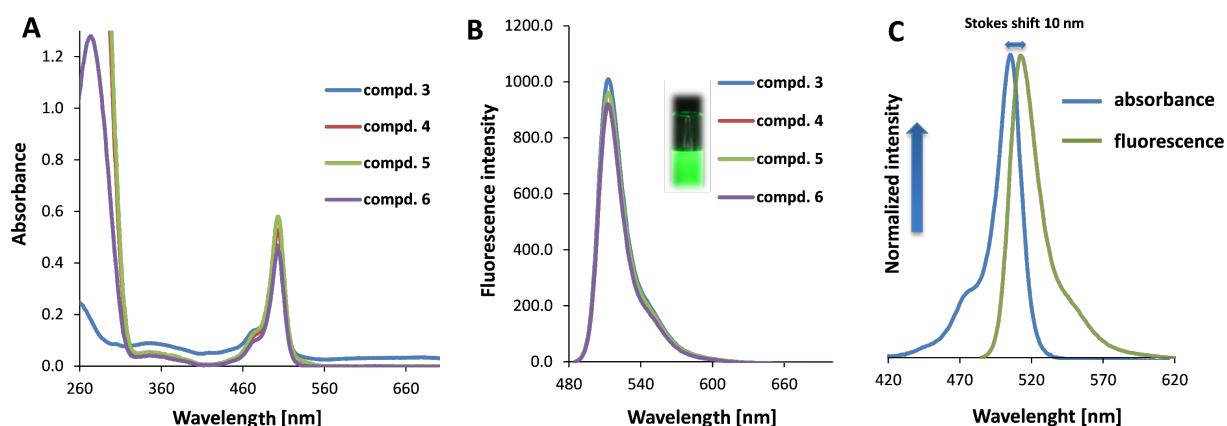 A
Absorbance
1.2
1.0
0.8
0.6
0.4
0.2
0.0
260 360 460 560 660
Wavelength [nm]
compd. 3
compd. 4
compd. 5
compd. 6
B
Fluorescence intensity
1200.0
1000.0
800.0
600.0
400.0
200.0
0.0
480 540 600 660
Wavelength [nm]
compd. 3
compd. 4
compd. 5
compd. 6
C
Stokes shift 10 nm
Normalized intensity
absorbance
fluorescence
420 470 520 570 620
Wavelenght [nm]